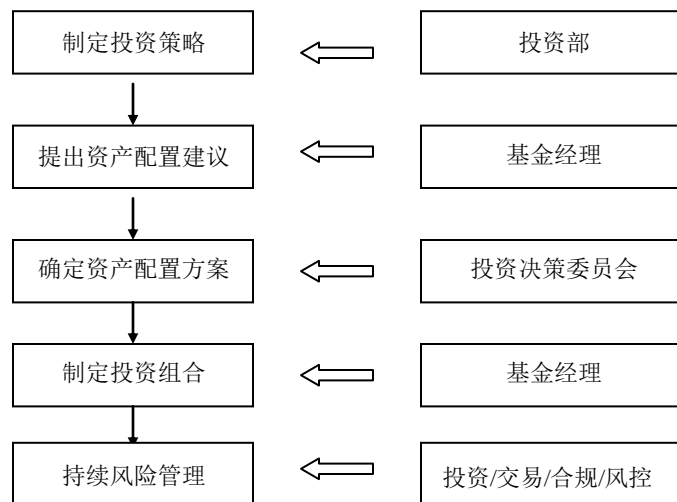 制定投资策略
投资部
提出资产配置建议
基金经理
确定资产配置方案
投资决策委员会
制定投资组合
基金经理
持续风险管理
投资/交易/合规/风控